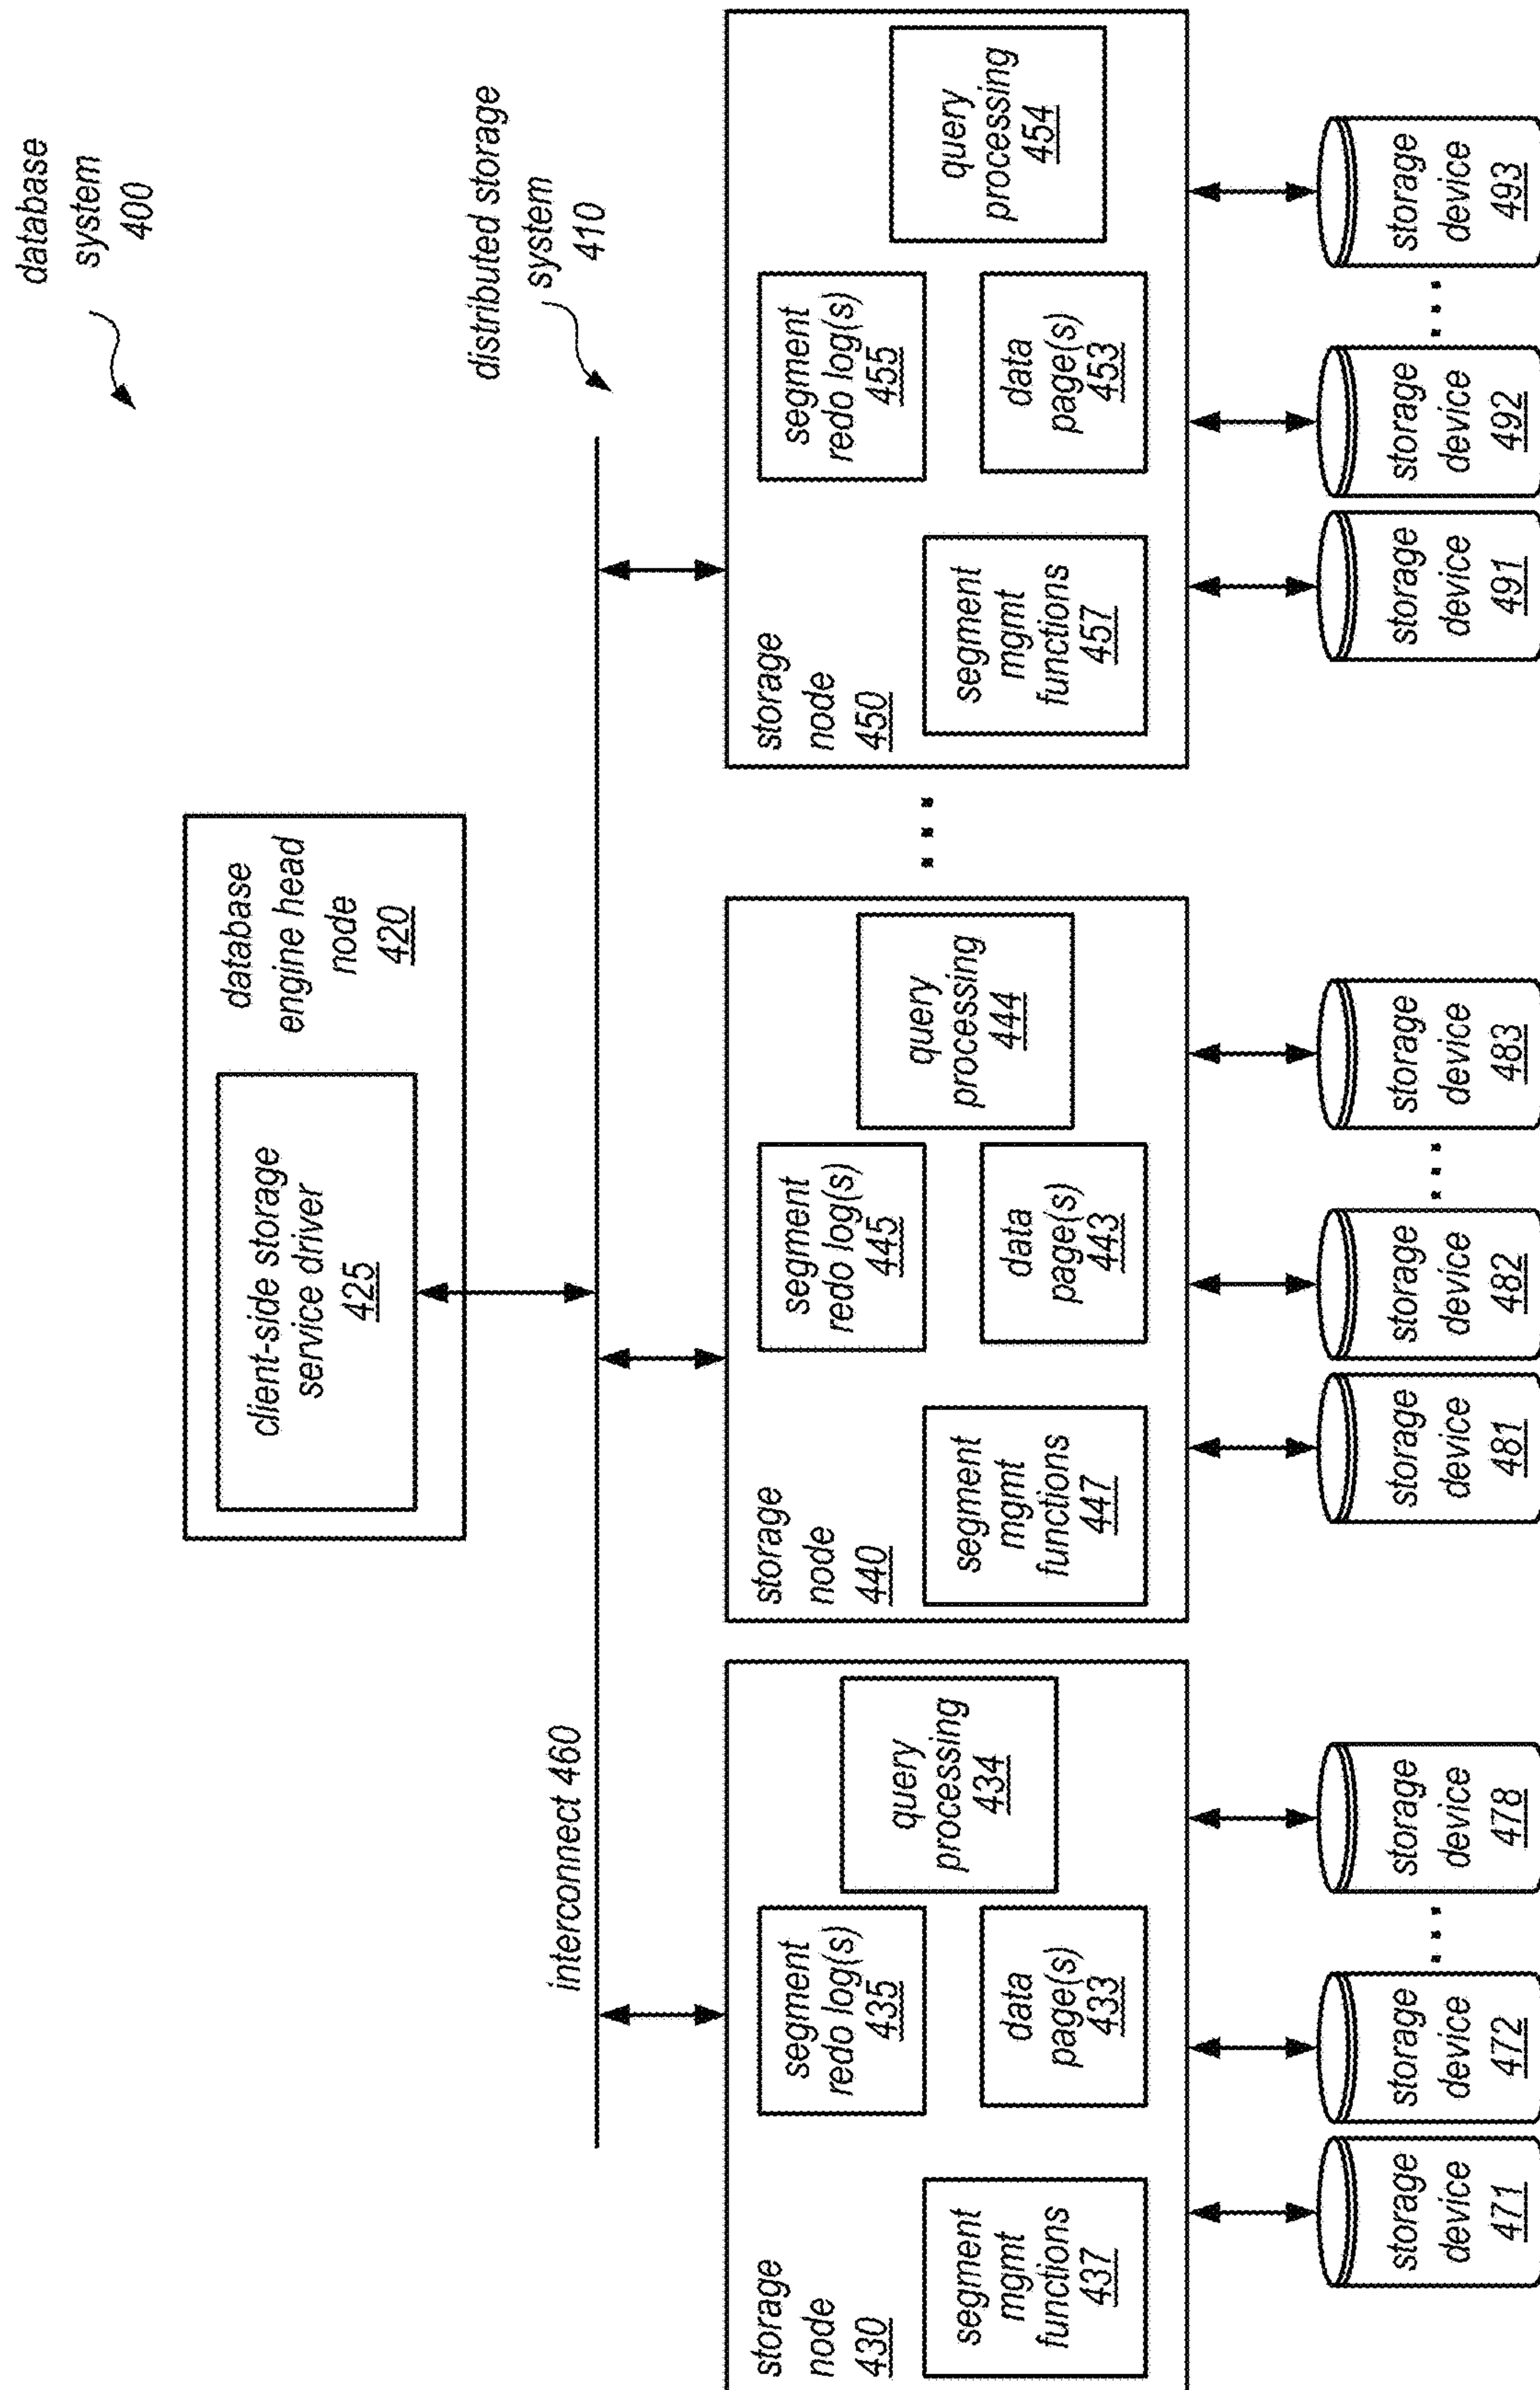 database
system
400
database
engine head
node
420
client-side storage
service driver
425
distributed storage
system
410
interconnect 460
storage
node
430
segment
redo log(s)
435
query
processing
434
segment
mgmt
functions
437
data
page(s)
433
storage
node
440
segment
redo log(s)
445
query
processing
444
segment
mgmt
functions
447
data
page(s)
443
storage
node
450
segment
redo log(s)
455
query
processing
454
segment
mgmt
functions
457
data
page(s)
453
storage
device
471
storage
device
472
storage
device
478
storage
device
481
storage
device
482
storage
device
483
storage
device
491
storage
device
492
storage
device
493